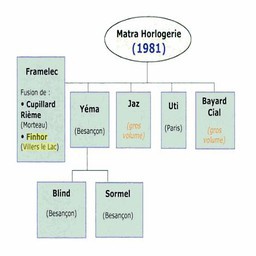 Matra Horlogerie
(1981)
Framelec
Fusion de :
• Cupillard
Rième
(Morteau)
• Finhor
(Villers le Lac)
Yéma
(Besançon)
Jaz
(gros
volume)
Uti
(Paris)
Bayard
Cial
(gros
volume)
Blind
(Besançon)
Sormel
(Besançon)